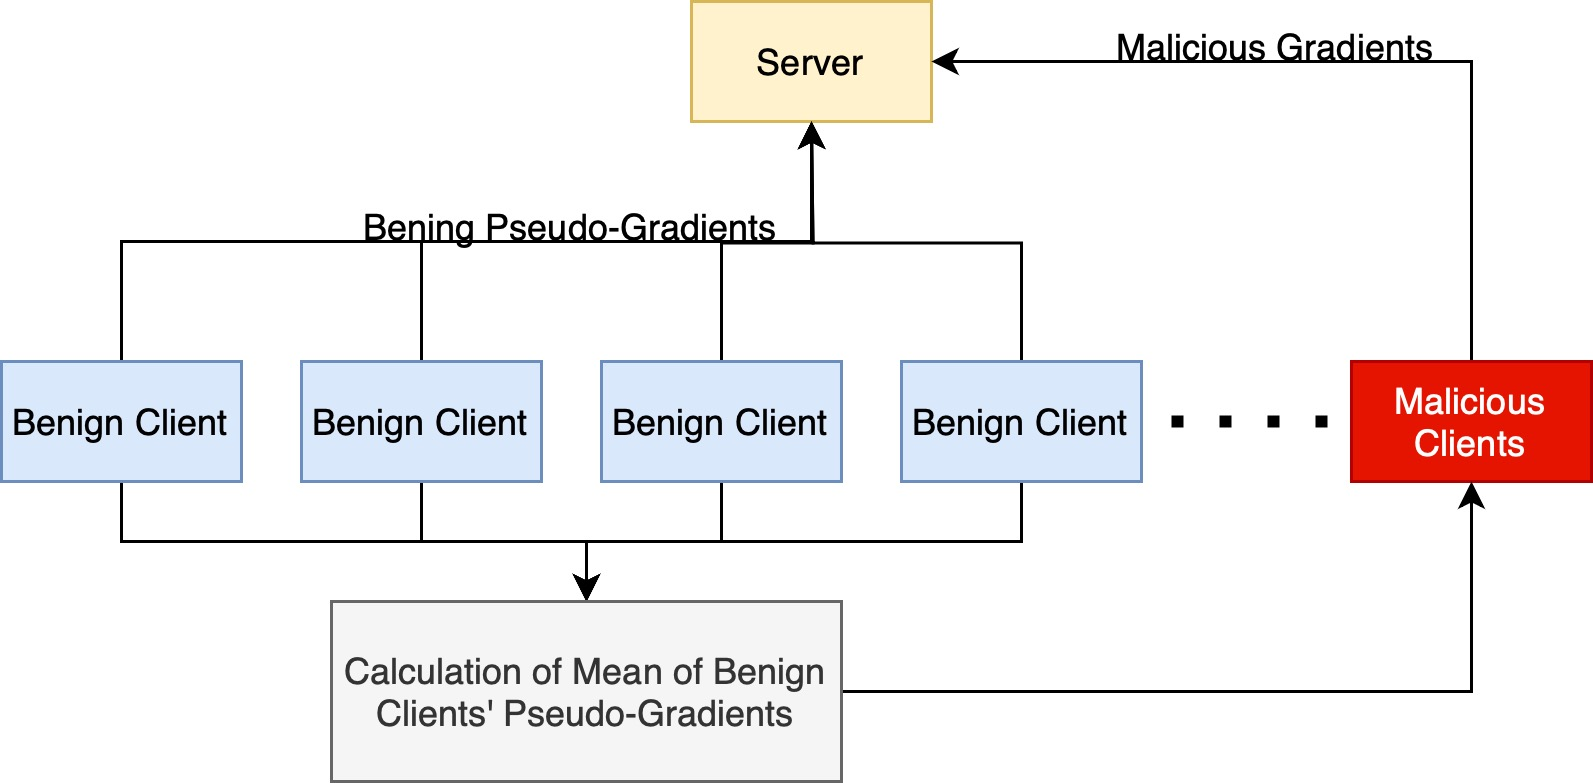 Server
Malicious Gradients
Bening Pseudo-Gradients
Benign Client
Benign Client
Benign Client
Benign Client
Malicious
Clients
Calculation of Mean of Benign
Clients' Pseudo-Gradients